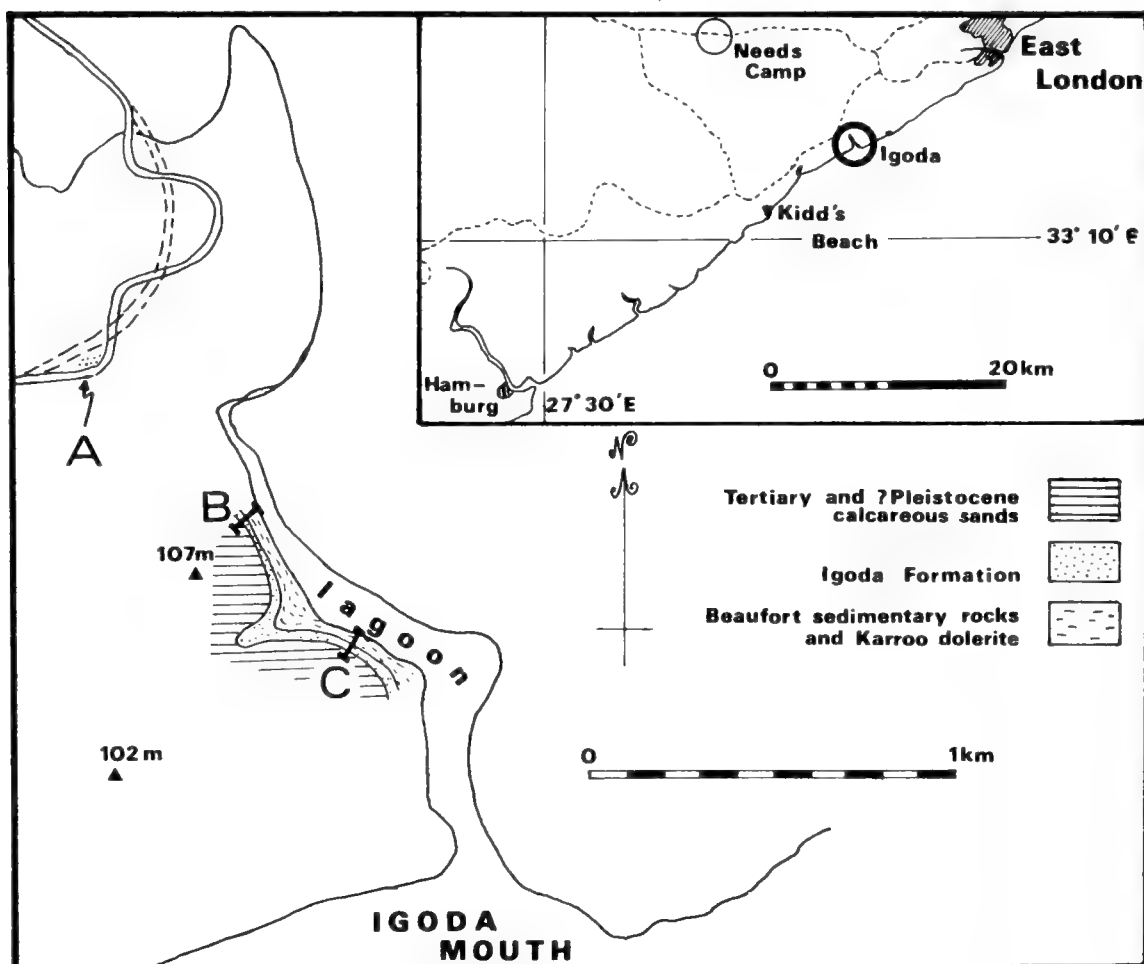 Needs
Camp
East
London
Igoda
Kidd's
Beach
33° 10' E
Ham-
burg
27° 30' E
0 20km
A
N
B
107m
lagoon
C
102 m
Tertiary and ?Pleistocene
calcareous sands
Igoda Formation
Beaufort sedimentary rocks
and Karroo dolerite
0 1km
IGODA
MOUTH